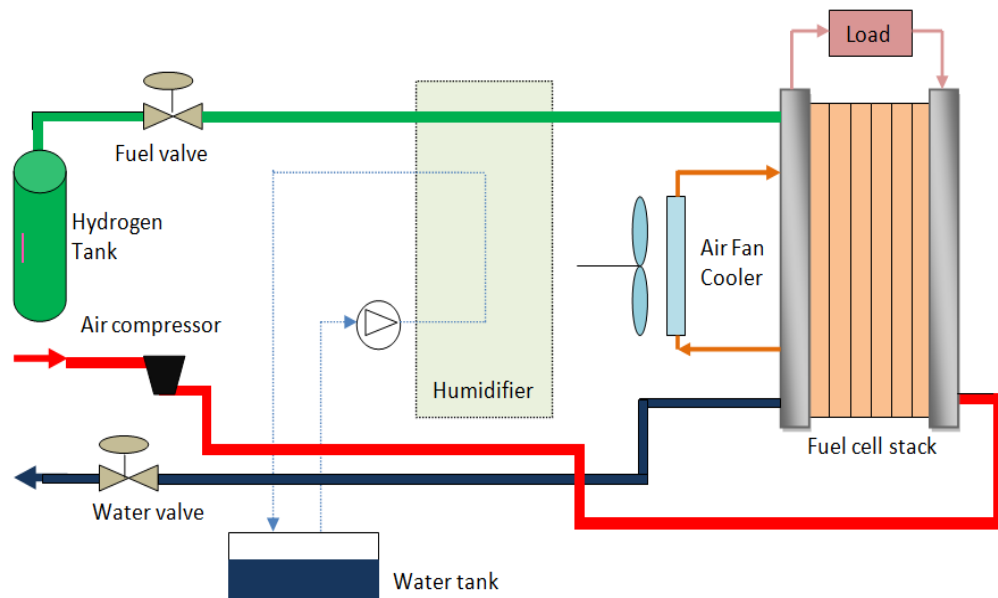 Load
Fuel valve
Hydrogen
Tank
Air Fan
Cooler
Air compressor
Humidifier
Fuel cell stack
Water valve
Water tank